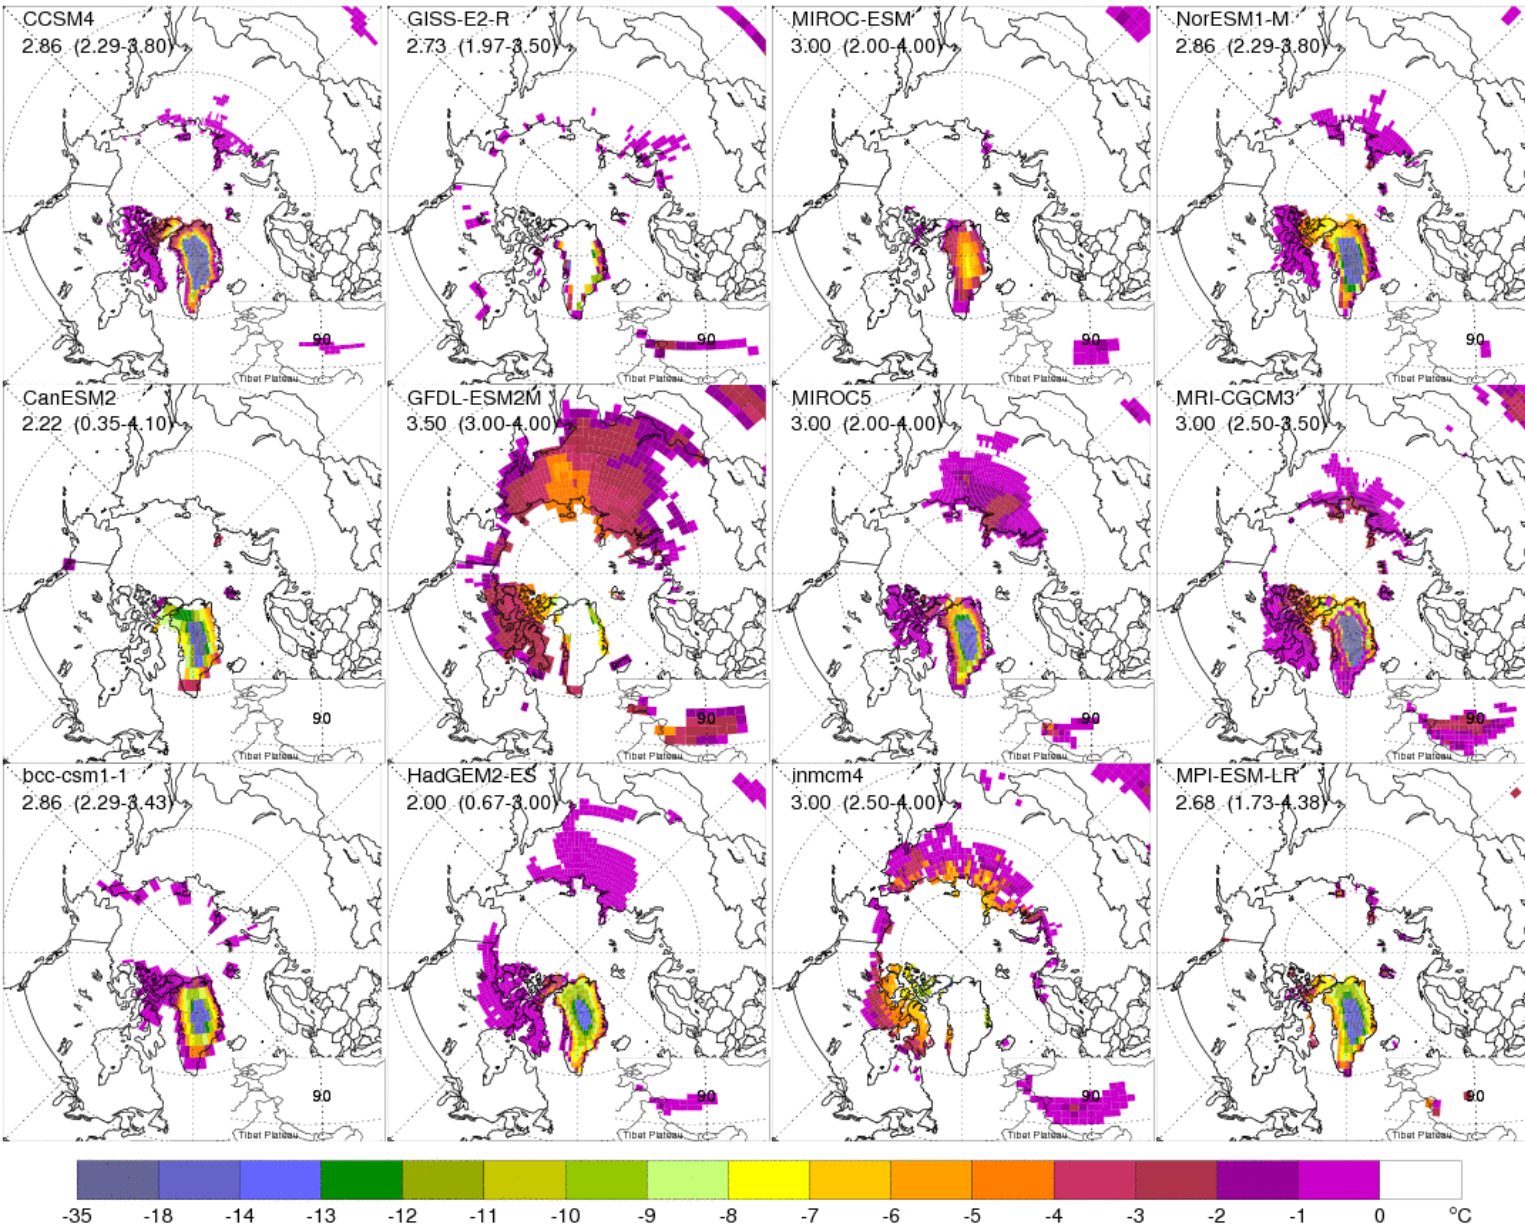 CCSM4
2.86 (2.29-3.80)
90
Tibet Plateau
GISS-E2-R
2.73 (1.97-3.50)
90
Tibet Plateau
MIROC-ESM
3.00 (2.00-4.00)
90
Tibet Plateau
NorESM1-M
2.86 (2.29-3.80)
90
Tibet Plateau
CanESM2
2.22 (0.35-4.10)
90
Tibet Plateau
GFDL-ESM2M
3.50 (3.00-4.00)
90
Tibet Plateau
MIROC5
3.00 (2.00-4.00)
90
Tibet Plateau
MRI-CGCM3
3.00 (2.50-3.50)
90
Tibet Plateau
bcc-csm1-1
2.86 (2.29-3.43)
90
Tibet Plateau
HadGEM2-ES
2.00 (0.67-3.00)
90
Tibet Plateau
inmcm4
3.00 (2.50-4.00)
90
Tibet Plateau
MPI-ESM-LR
2.68 (1.73-4.38)
90
Tibet Plateau
-35 -18 -14 -13 -12 -11 -10 -9 -8 -7 -6 -5 -4 -3 -2 -1 0 °C